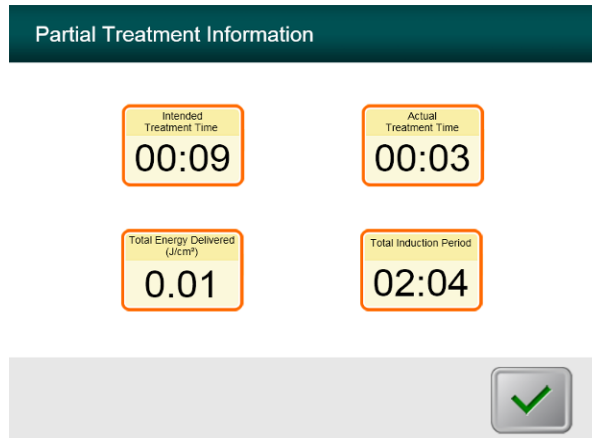 Partial Treatment Information
Intended
Treatment Time
00:09
Actual
Treatment Time
00:03
Total Energy Delivered
(J/cm²)
0.01
Total Induction Period
02:04